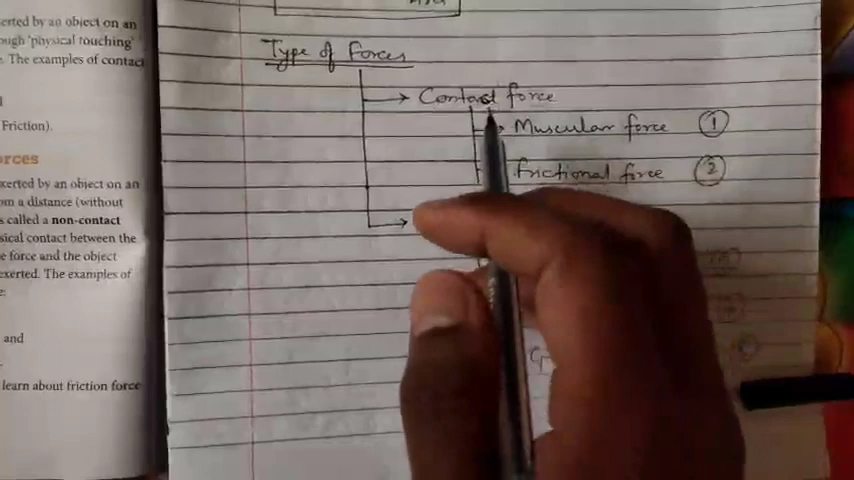 erted by an object on an
ough 'physical touching'
e. The examples of contact
Friction).
orces
xerted by an object on an
om a distance (without
s called a non-contact
sical contact between the
e force and the object
exerted. The examples of
e:
and
learn about friction force
Type of Forces
Contact force
Muscular force 1
Frictional force 2